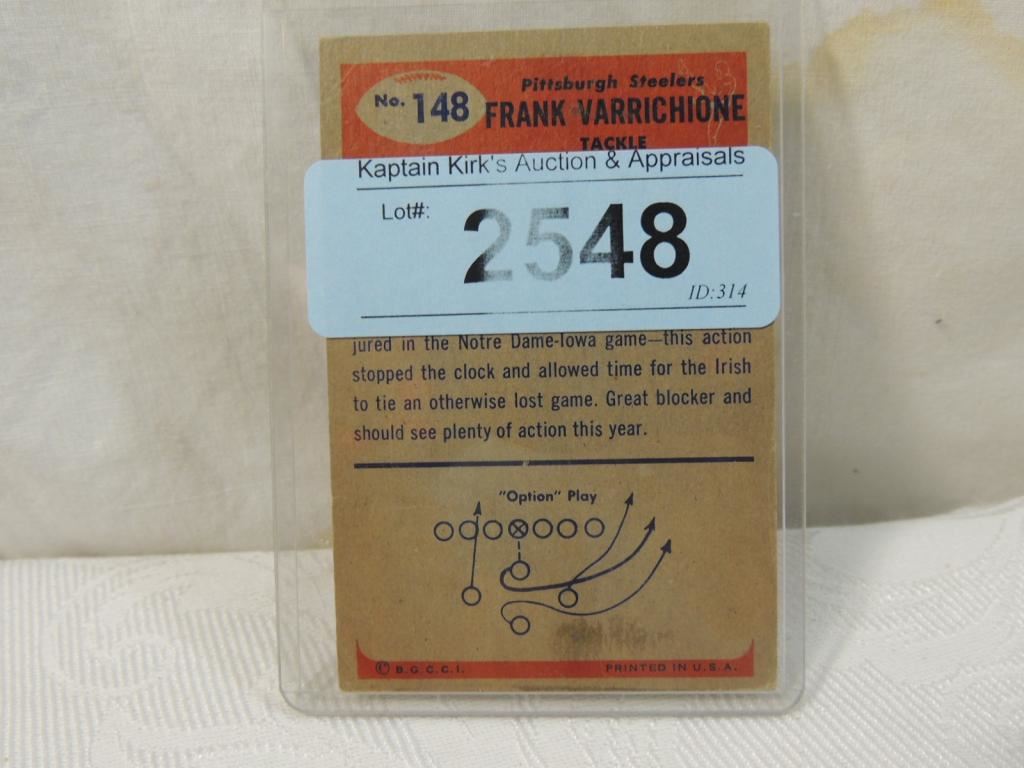 Pittsburgh Steelers
No. 148 FRANK VARRICHIONE
TACKLE
Kaptain Kirk's Auction & Appraisals
Lot#: 2548
ID:314
jured in the Notre Dame-Iowa game—this action
stopped the clock and allowed time for the Irish
to tie an otherwise lost game. Great blocker and
should see plenty of action this year.
"Option" Play
© B.G.C.C.I. PRINTED IN U.S.A.